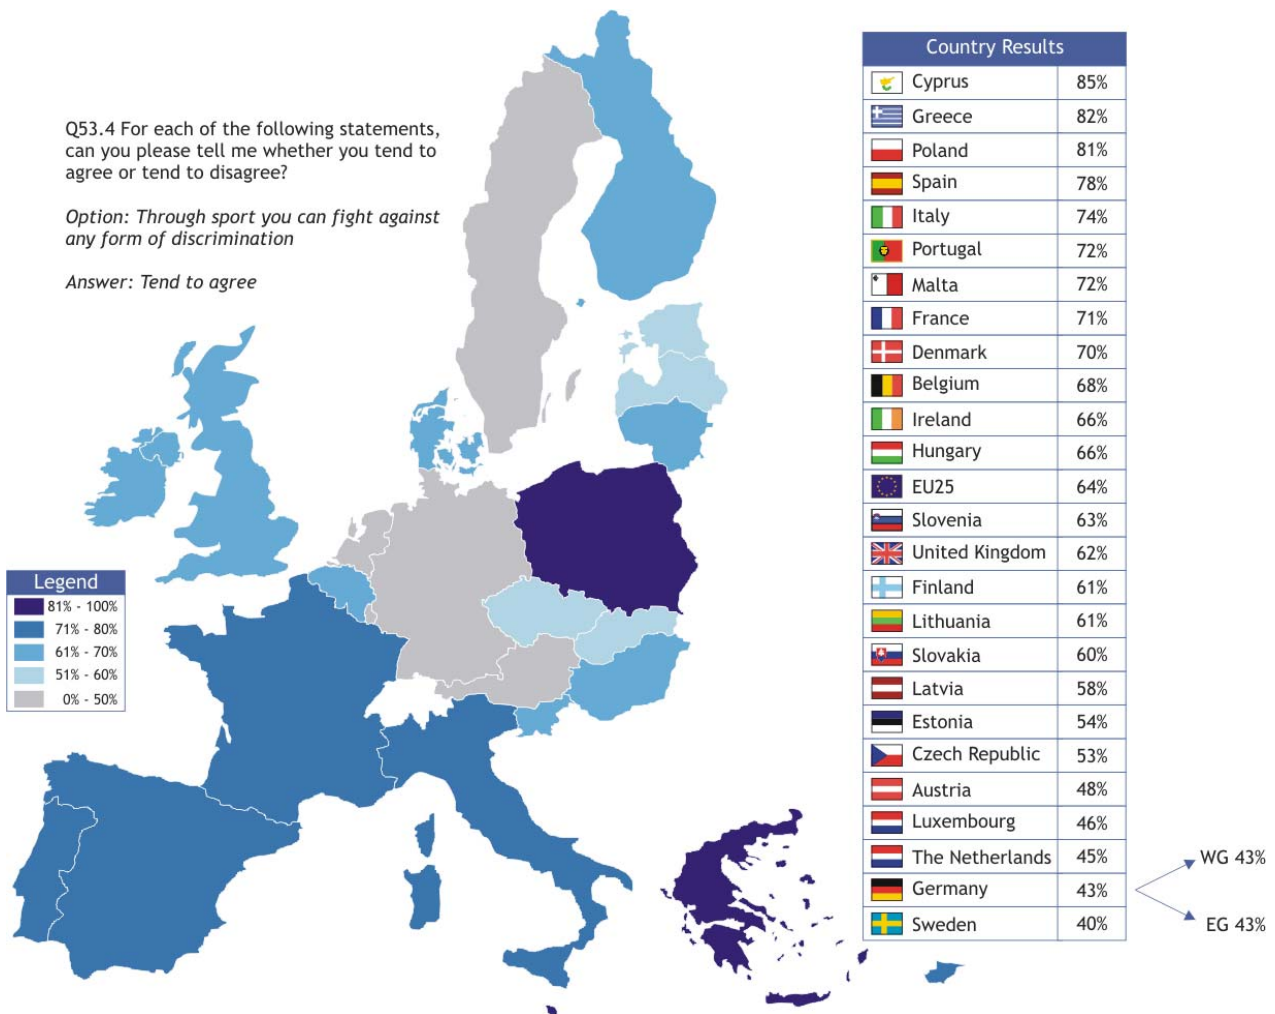 Q53.4 For each of the following statements,
can you please tell me whether you tend to
agree or tend to disagree?
Option: Through sport you can fight against
any form of discrimination
Answer: Tend to agree
Legend
81% - 100%
71% - 80%
61% - 70%
51% - 60%
0% - 50%
Country Results
Cyprus 85%
Greece 82%
Poland 81%
Spain 78%
Italy 74%
Portugal 72%
Malta 72%
France 71%
Denmark 70%
Belgium 68%
Ireland 66%
Hungary 66%
EU25 64%
Slovenia 63%
United Kingdom 62%
Finland 61%
Lithuania 61%
Slovakia 60%
Latvia 58%
Estonia 54%
Czech Republic 53%
Austria 48%
Luxembourg 46%
The Netherlands 45%
WG 43%
Germany 43%
EG 43%
Sweden 40%